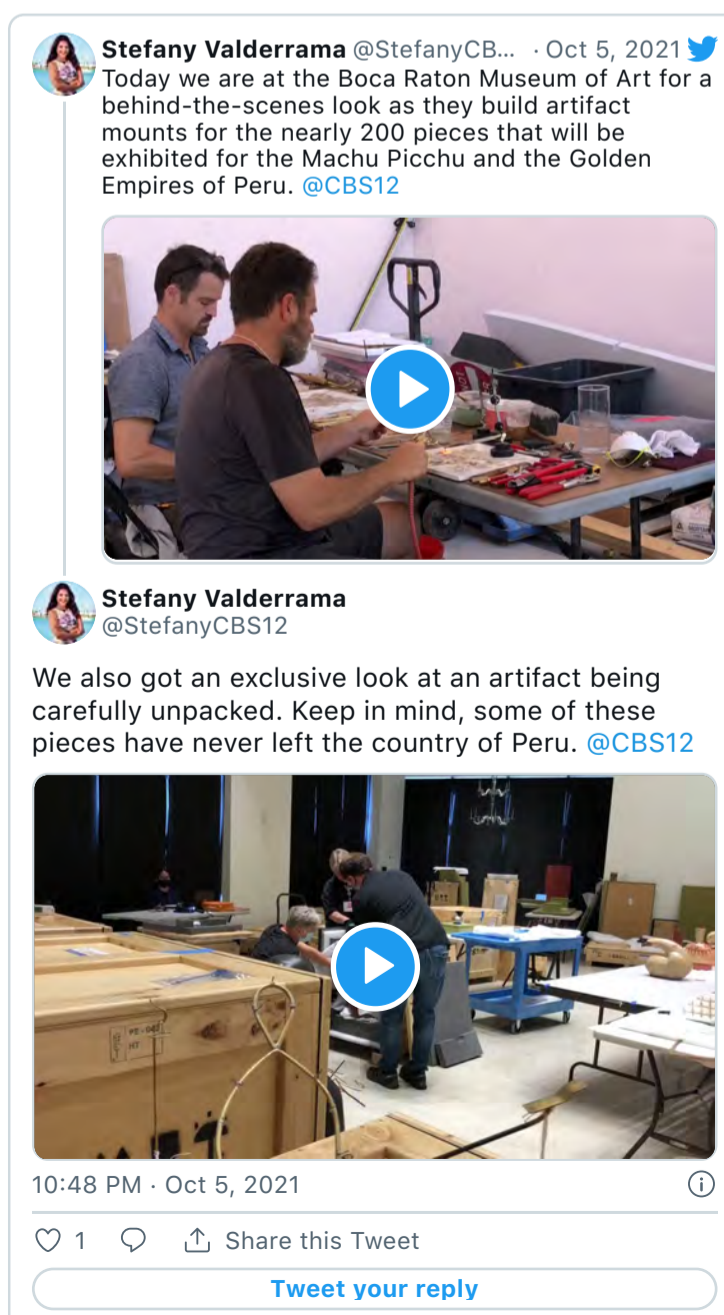 Stefany Valderrama @StefanyCB... · Oct 5, 2021
Today we are at the Boca Raton Museum of Art for a
behind-the-scenes look as they build artifact
mounts for the nearly 200 pieces that will be
exhibited for the Machu Picchu and the Golden
Empires of Peru. @CBS12
Stefany Valderrama
@StefanyCBS12
We also got an exclusive look at an artifact being
carefully unpacked. Keep in mind, some of these
pieces have never left the country of Peru. @CBS12
HT
10:48 PM · Oct 5, 2021
1
Share this Tweet
Tweet your reply